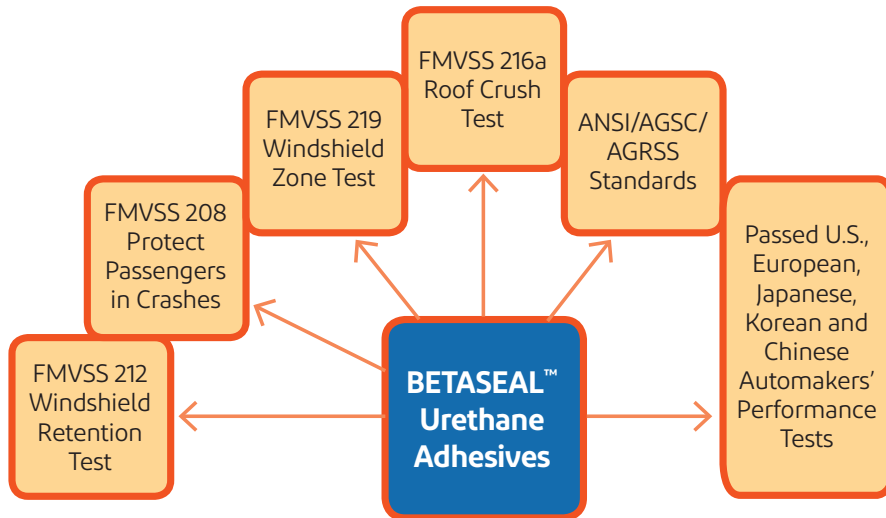 FMVSS 216a
Roof Crush
Test
FMVSS 219
Windshield
Zone Test
ANSI/AGSC/
AGRSS
Standards
FMVSS 208
Protect
Passengers
in Crashes
Passed U.S.,
European,
Japanese,
Korean and
Chinese
Automakers’
Performance
Tests
FMVSS 212
Windshield
Retention
Test
BETASEAL™
Urethane
Adhesives